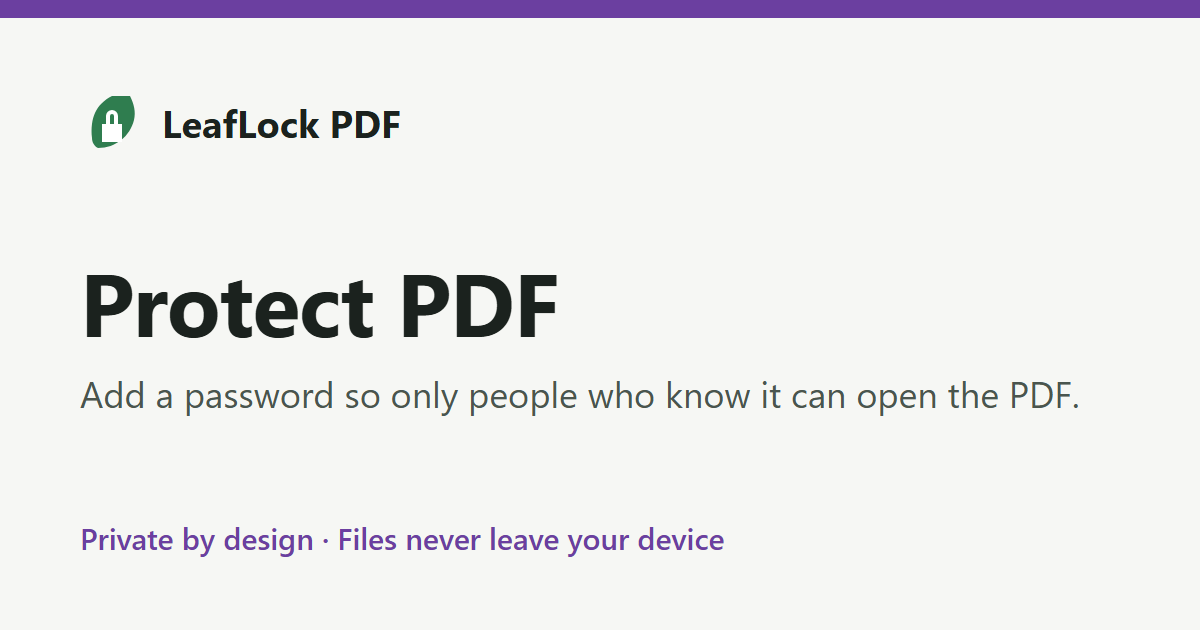 LeafLock PDF
Protect PDF
Add a password so only people who know it can open the PDF.
Private by design · Files never leave your device